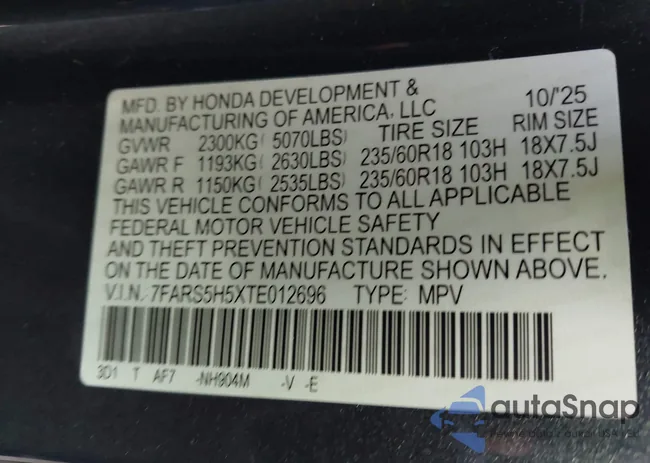 MFD. BY HONDA DEVELOPMENT & 10/'25
MANUFACTURING OF AMERICA, LLC
GVWR 2300KG( 5070LBS) TIRE SIZE RIM SIZE
GAWR F 1193KG( 2630LBS) 235/60R18 103H 18X7.5J
GAWR R 1150KG( 2535LBS) 235/60R18 103H 18X7.5J
THIS VEHICLE CONFORMS TO ALL APPLICABLE
FEDERAL MOTOR VEHICLE SAFETY
AND THEFT PREVENTION STANDARDS IN EFFECT
ON THE DATE OF MANUFACTURE SHOWN ABOVE.
V.I.N.:7FARS5H5XTE012696 TYPE: MPV
3D1 T AF7 -NH904M -V -E
autoSnap